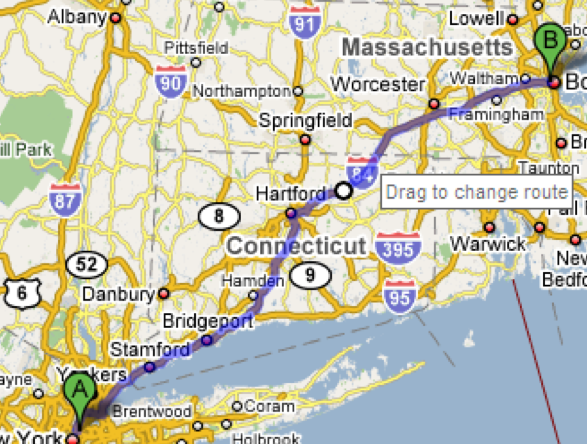 Albany
91
Lowell
B
Pittsfield
Massachusetts
90
Northampton
Worcester
Waltham
Bo
Framingham
Springfield
ill Park
84
Taunton
87
Hartford
Drag to change route
8
Connecticut
395
Warwick
Fall
New
Bedfo
52
9
6
Danbury
Hamden
95
Bridgeport
Stamford
Yonkers
ayne
A
Brentwood
Coram
w York
Holbrook